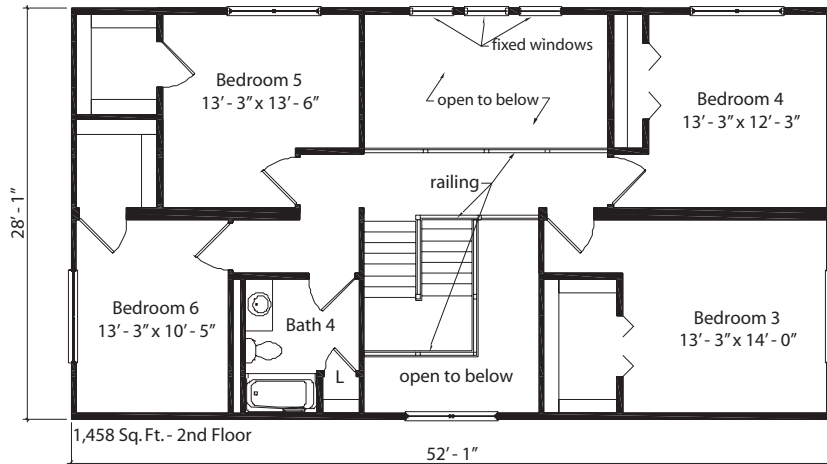 fixed windows
Bedroom 5
13’ - 3” x 13’ - 6”
open to below
Bedroom 4
13’ - 3” x 12’ - 3”
railing
28’ - 1”
Bedroom 6
13’ - 3” x 10’ - 5”
Bath 4
L
open to below
Bedroom 3
13’ - 3” x 14’ - 0”
1,458 Sq. Ft. - 2nd Floor
52’ - 1”